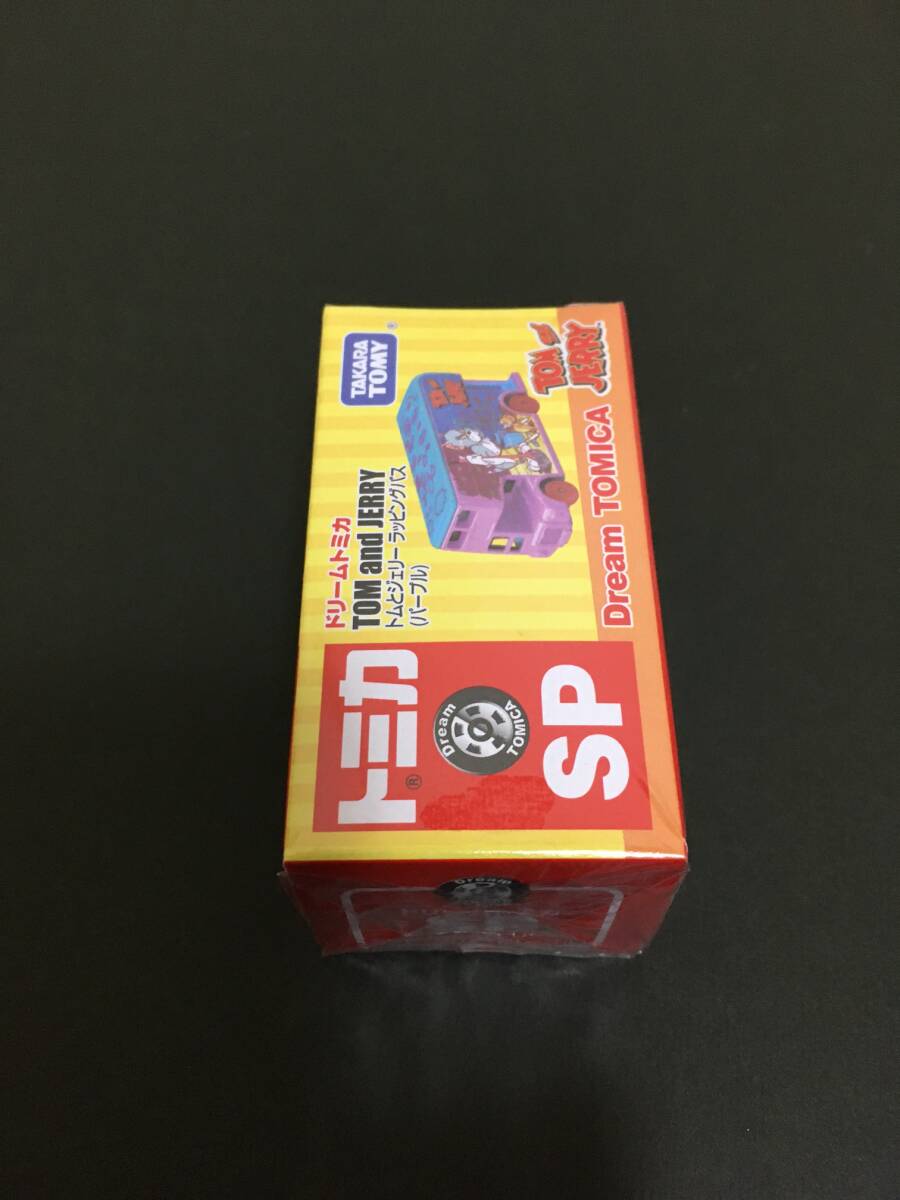 TAKARA
TOMY
®
ドリームトミカ
TOM and JERRY
トムとジェリー ラッピングバス
(パープル)
TOM and
JERRY
Dream TOMICA
トミカ
®
Dream
TOMICA
SP
Dream